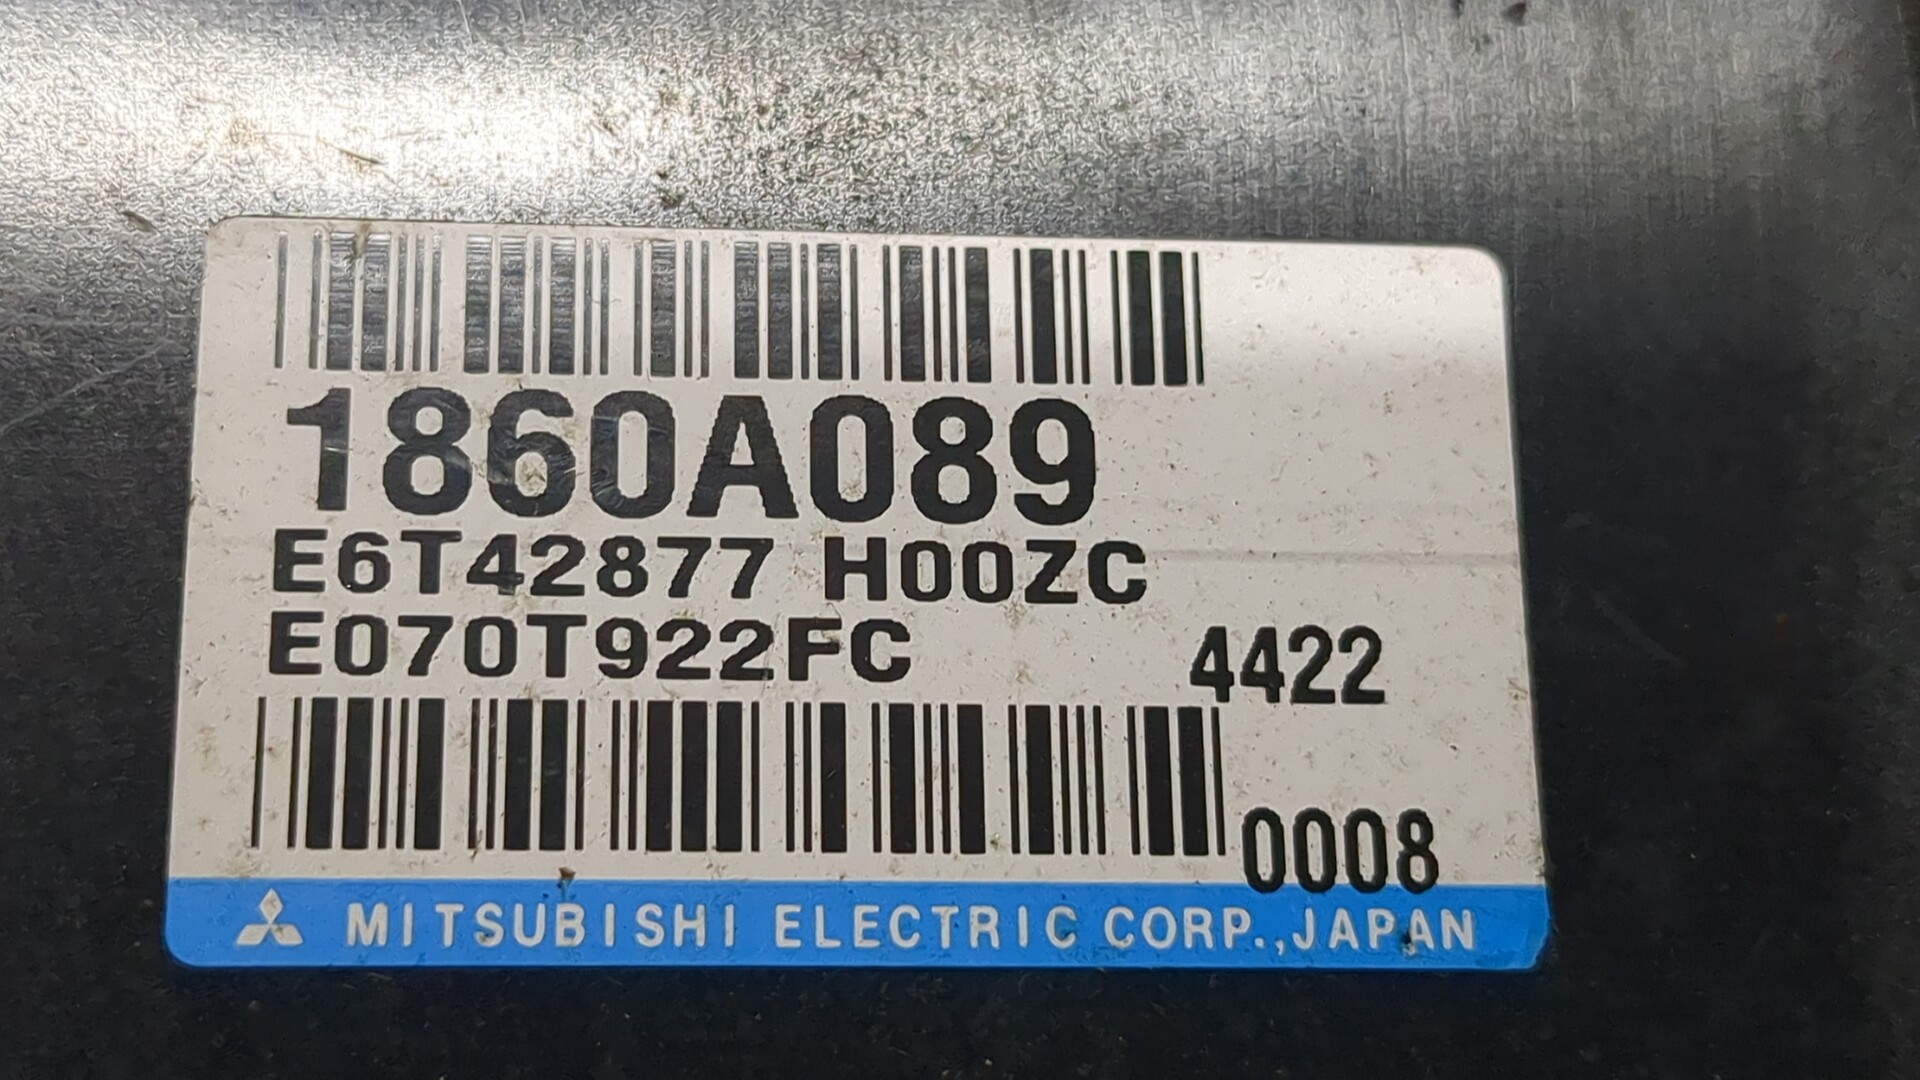 1860A089
E6T42877 H00ZC
E070T922FC 4422
0008
MITSUBISHI ELECTRIC CORP.,JAPAN